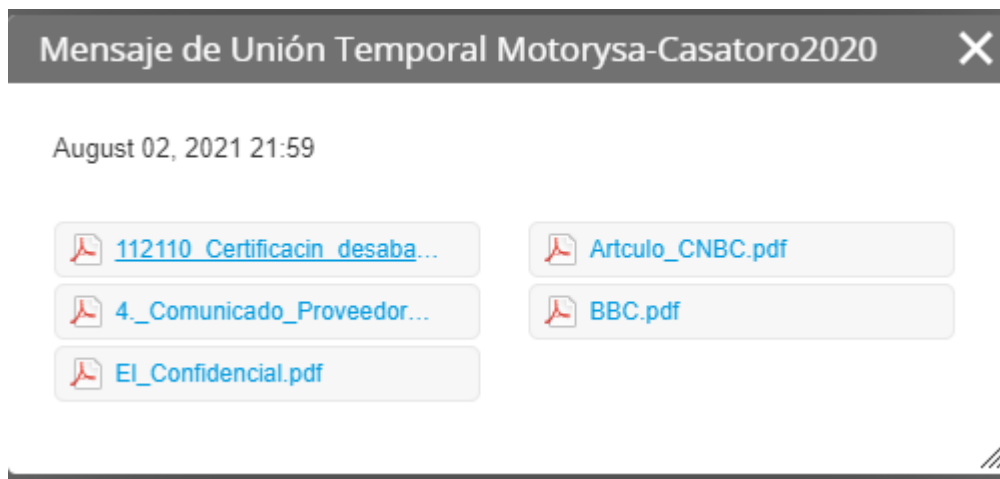 Mensaje de Unión Temporal Motorysa-Casatoro2020
August 02, 2021 21:59
112110_Certificacin_desaba...
Artculo_CNBC.pdf
4._Comunicado_Proveedor...
BBC.pdf
El_Confidencial.pdf